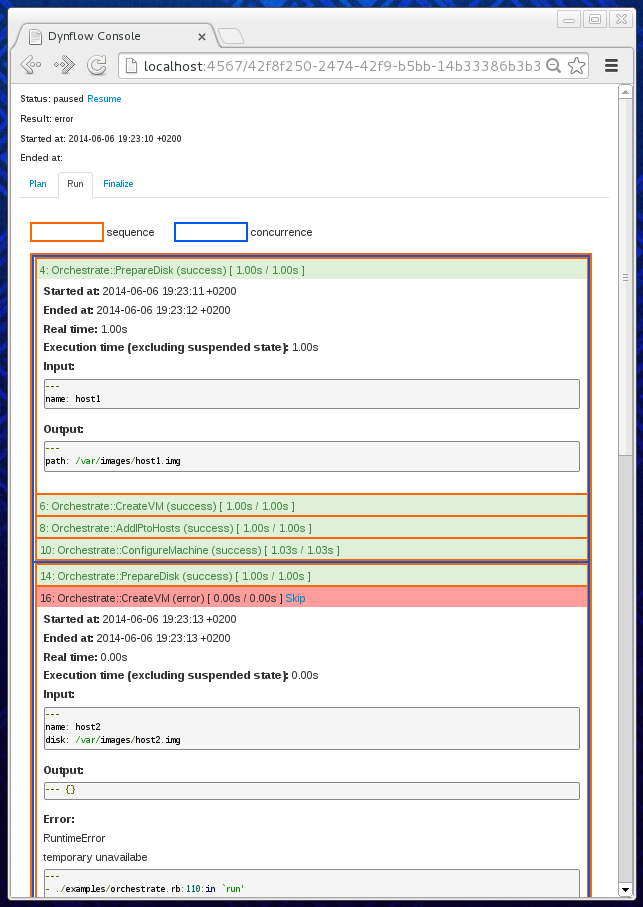 Dynflow Console
localhost:4567/42f8f250-2474-42f9-b5bb-14b33386b3b3
Status: paused Resume
Result: error
Started at: 2014-06-06 19:23:10 +0200
Ended at:
Plan Run Finalize
sequence concurrence
4: Orchestrate::PrepareDisk (success) [ 1.00s / 1.00s ]
Started at: 2014-06-06 19:23:11 +0200
Ended at: 2014-06-06 19:23:12 +0200
Real time: 1.00s
Execution time (excluding suspended state): 1.00s
Input:
---
name: host1
Output:
---
path: /var/images/host1.img
6: Orchestrate::CreateVM (success) [ 1.00s / 1.00s ]
8: Orchestrate::AddIPtoHosts (success) [ 1.00s / 1.00s ]
10: Orchestrate::ConfigureMachine (success) [ 1.03s / 1.03s ]
14: Orchestrate::PrepareDisk (success) [ 1.00s / 1.00s ]
16: Orchestrate::CreateVM (error) [ 0.00s / 0.00s ] Skip
Started at: 2014-06-06 19:23:13 +0200
Ended at: 2014-06-06 19:23:13 +0200
Real time: 0.00s
Execution time (excluding suspended state): 0.00s
Input:
---
name: host2
disk: /var/images/host2.img
Output:
--- {}
Error:
RuntimeError
temporary unavailabe
---
- ./examples/orchestrate.rb:110:in `run'